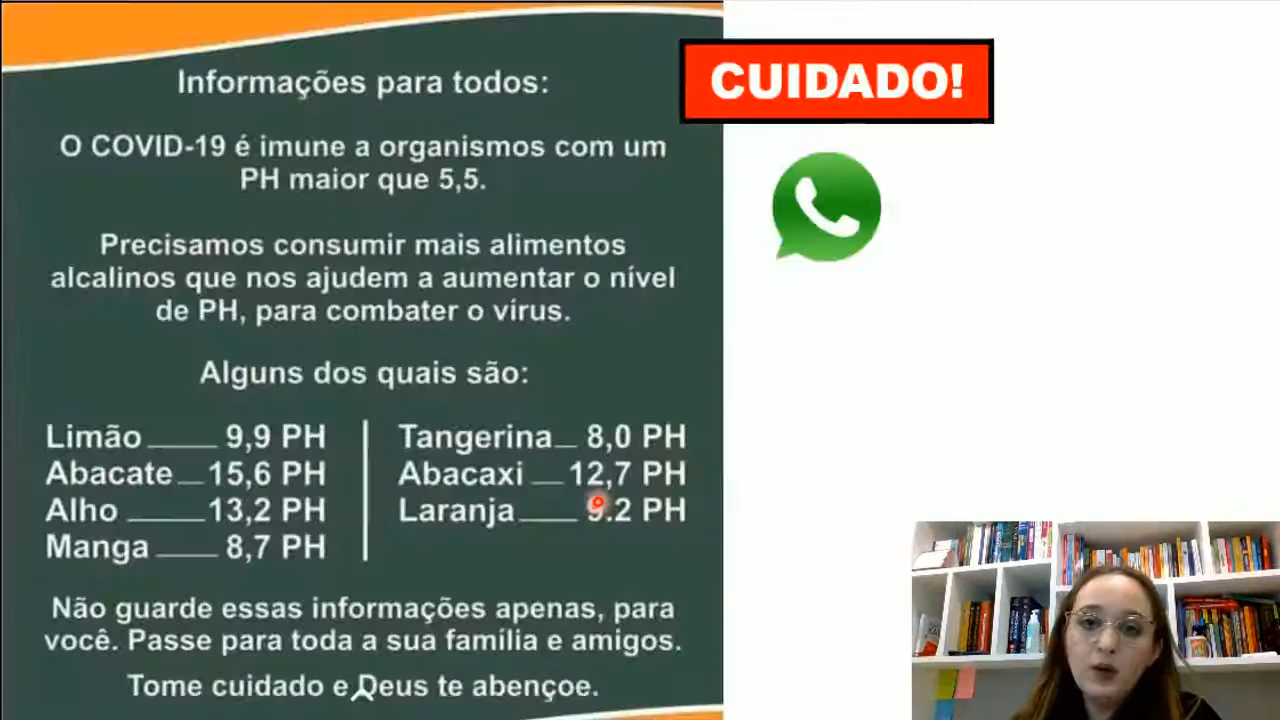 Informações para todos:
CUIDADO!
O COVID-19 é imune a organismos com um
PH maior que 5,5.
Precisamos consumir mais alimentos
alcalinos que nos ajudem a aumentar o nível
de PH, para combater o vírus.
Alguns dos quais são:
Limão 9,9 PH
Abacate 15,6 PH
Alho 13,2 PH
Manga 8,7 PH
Tangerina 8,0 PH
Abacaxi 12,7 PH
Laranja 9.2 PH
Não guarde essas informações apenas, para
você. Passe para toda a sua família e amigos.
Tome cuidado e Deus te abençoe.